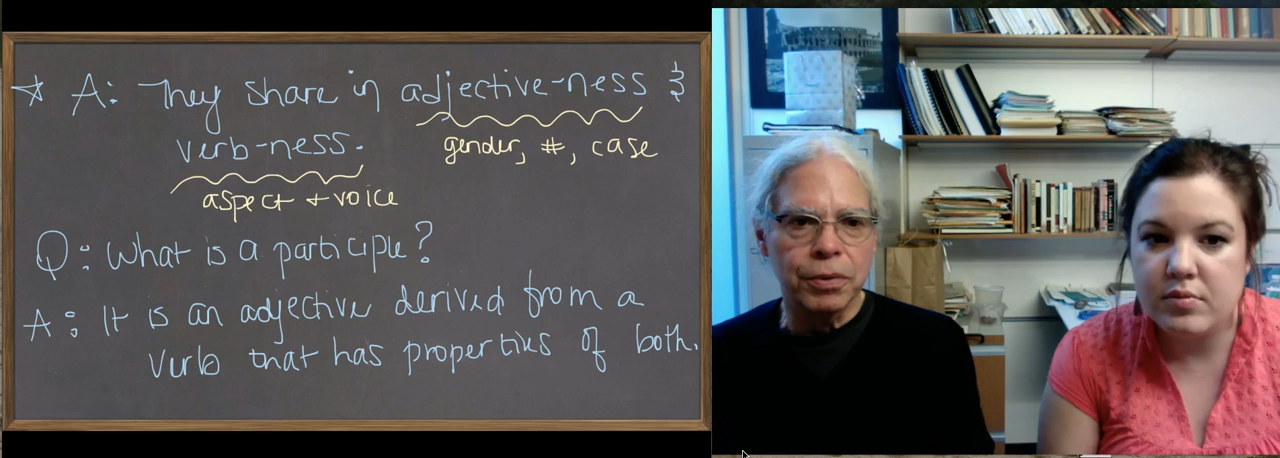 ☆ A: They share in adjective-ness &
verb-ness.
gender, #, case
aspect + voice
Q: What is a participle?
A: It is an adjective derived from a
verb that has properties of both.